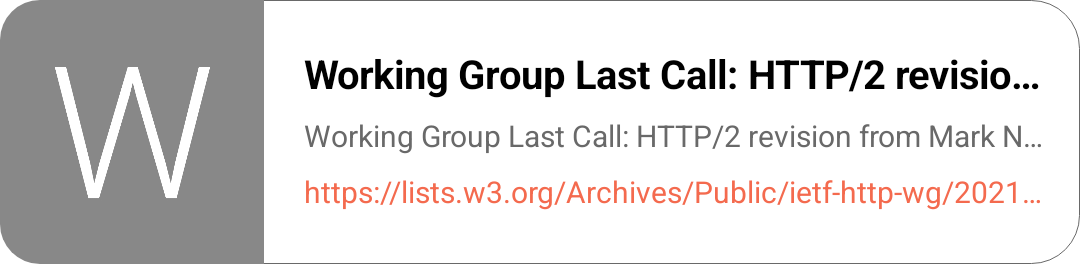 W
Working Group Last Call: HTTP/2 revisio...
Working Group Last Call: HTTP/2 revision from Mark N...
https://lists.w3.org/Archives/Public/ietf-http-wg/2021...